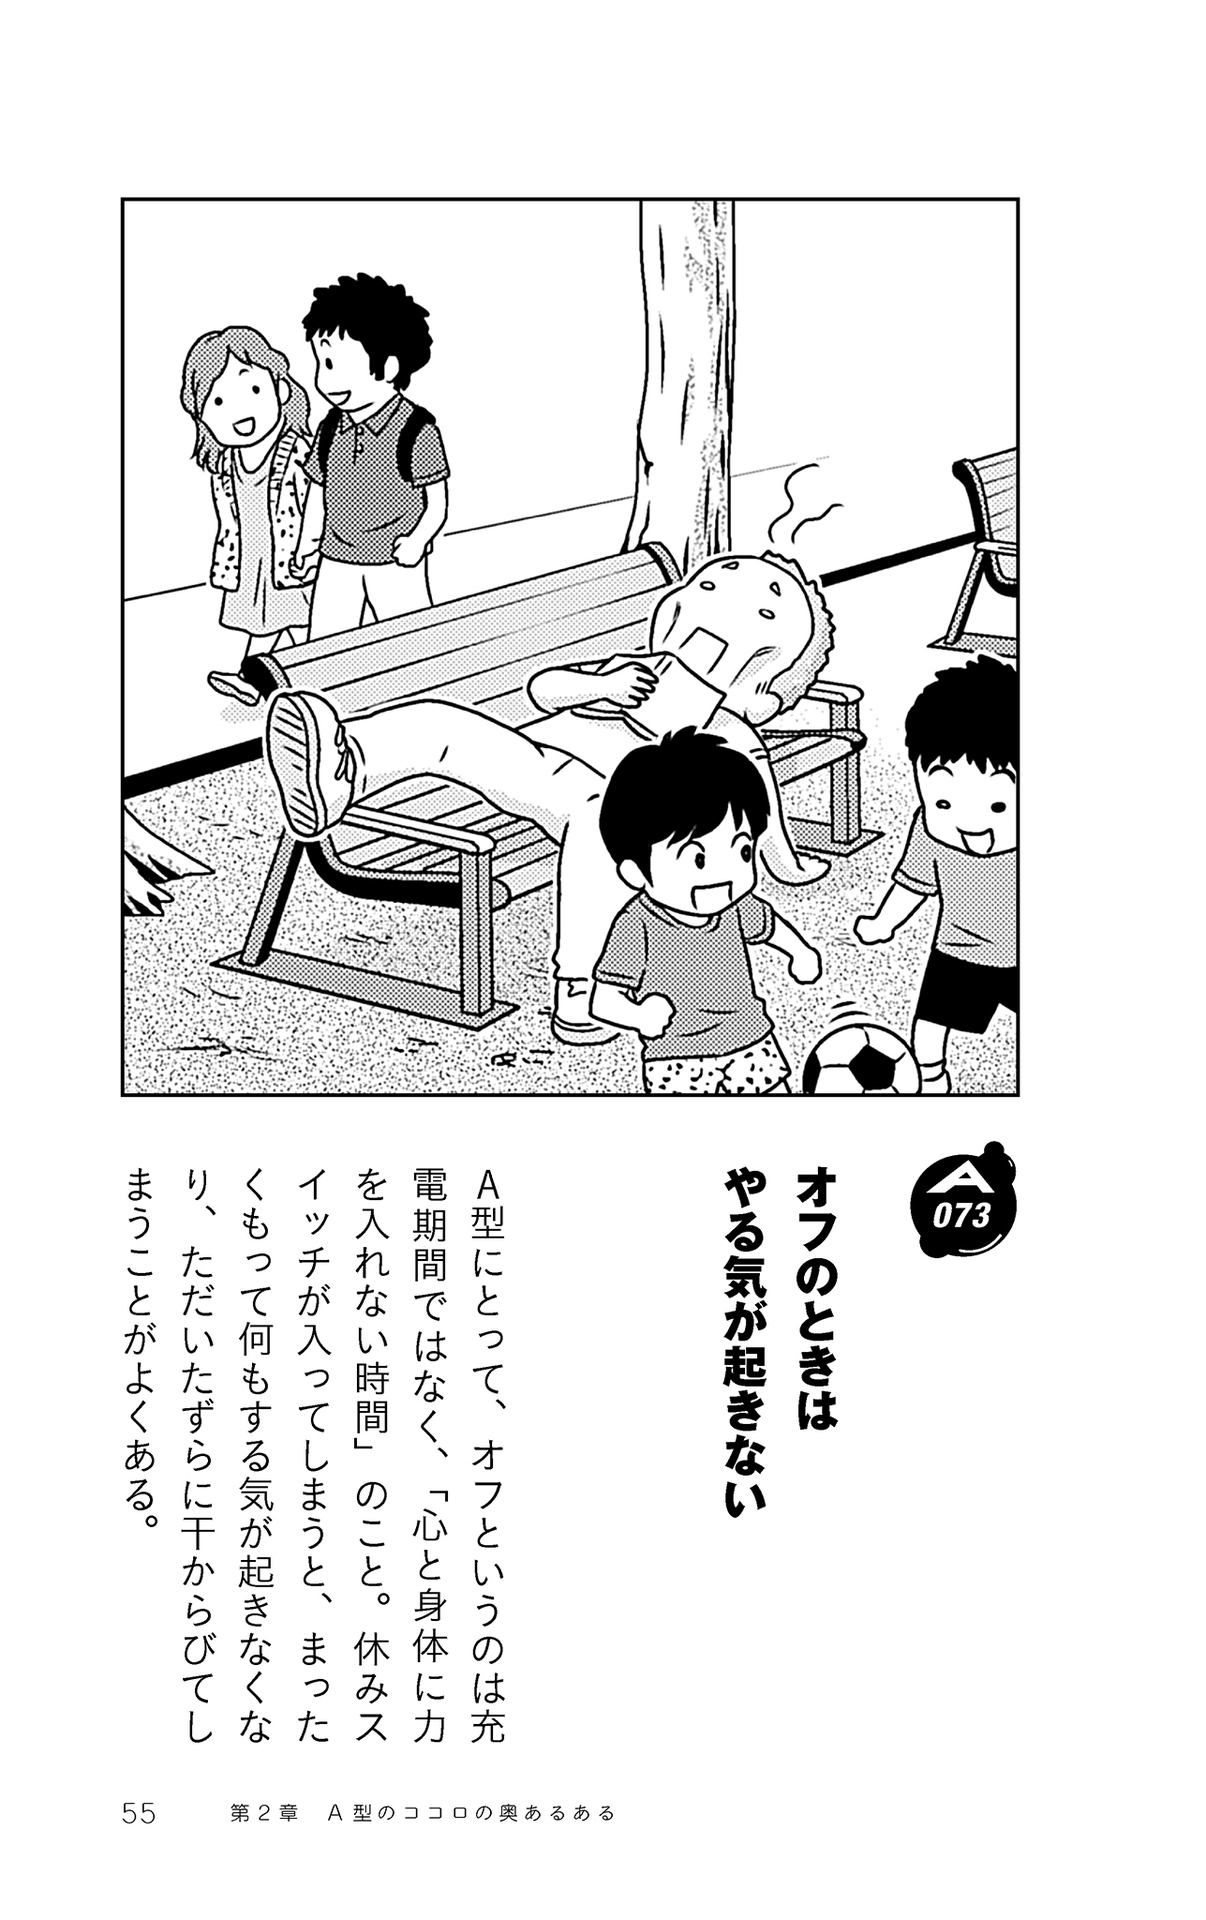 A
073
オフのときは
やる気が起きない
A型にとって、オフというのは充
電期間ではなく、「心と身体に力
を入れない時間」のこと。休みス
イッチが入ってしまうと、まった
くもって何もする気が起きなくな
り、ただいたずらに干からびてし
まうことがよくある。
55 第2章 A型のココロの奥あるある